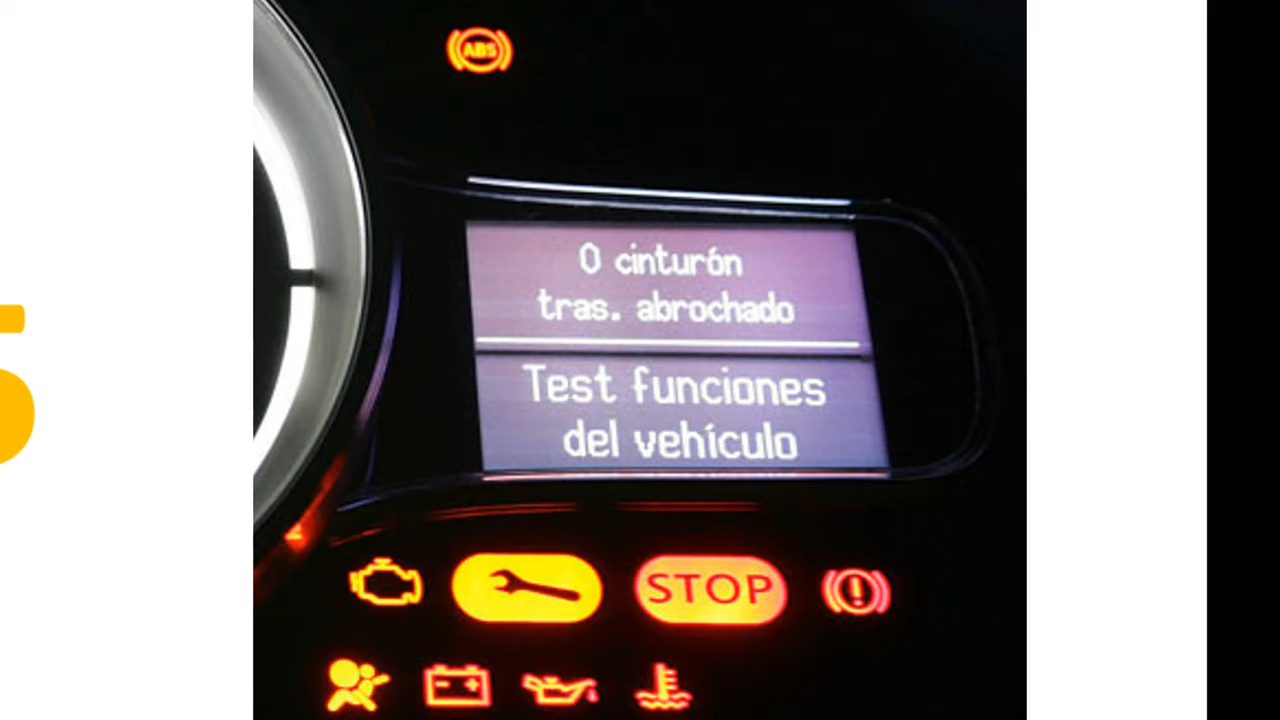 ABS
0 cinturón
tras. abrochado
Test funciones
del vehículo
STOP